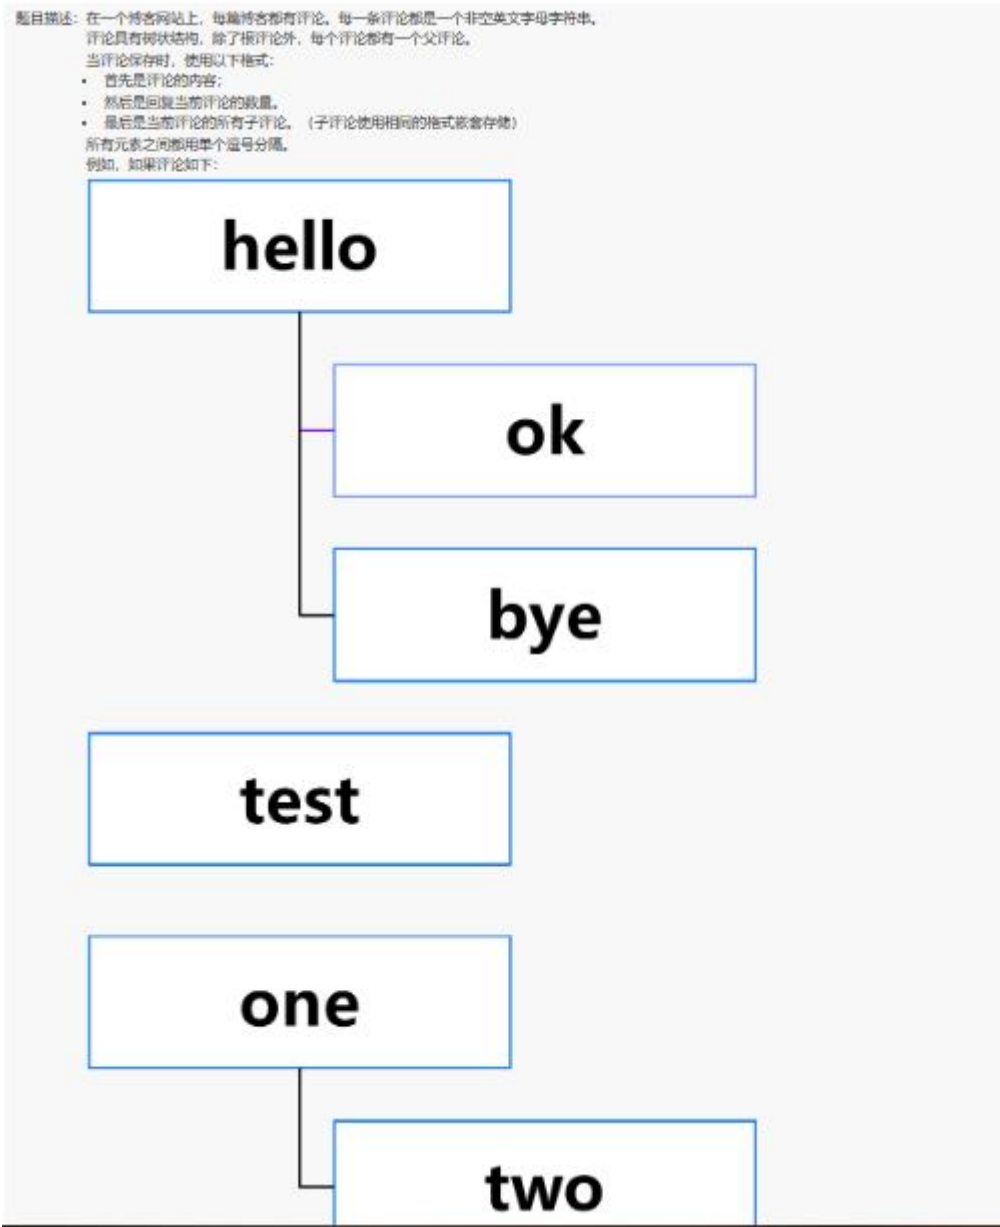 题目描述：在一个博客网站上，每篇博客都有评论。每一条评论都是一个非空英文字母字符串。
评论具有树状结构，除了根评论外，每个评论都有一个父评论。
当评论保存时，使用以下格式：
• 首先是评论的内容；
• 然后是回复当前评论的数量。
• 最后是当前评论的所有子评论。（子评论使用相同的格式嵌套存储）
所有元素之间都用单个逗号分隔。
例如，如果评论如下：
hello
ok
bye
test
one
two